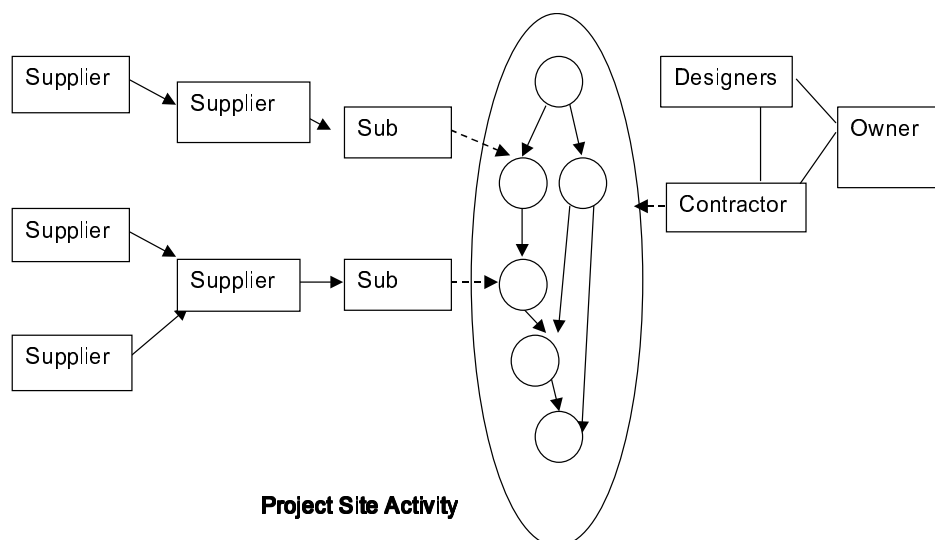 Supplier
Supplier
Sub
Designers
Owner
Contractor
Supplier
Supplier
Sub
Supplier
Project Site Activity